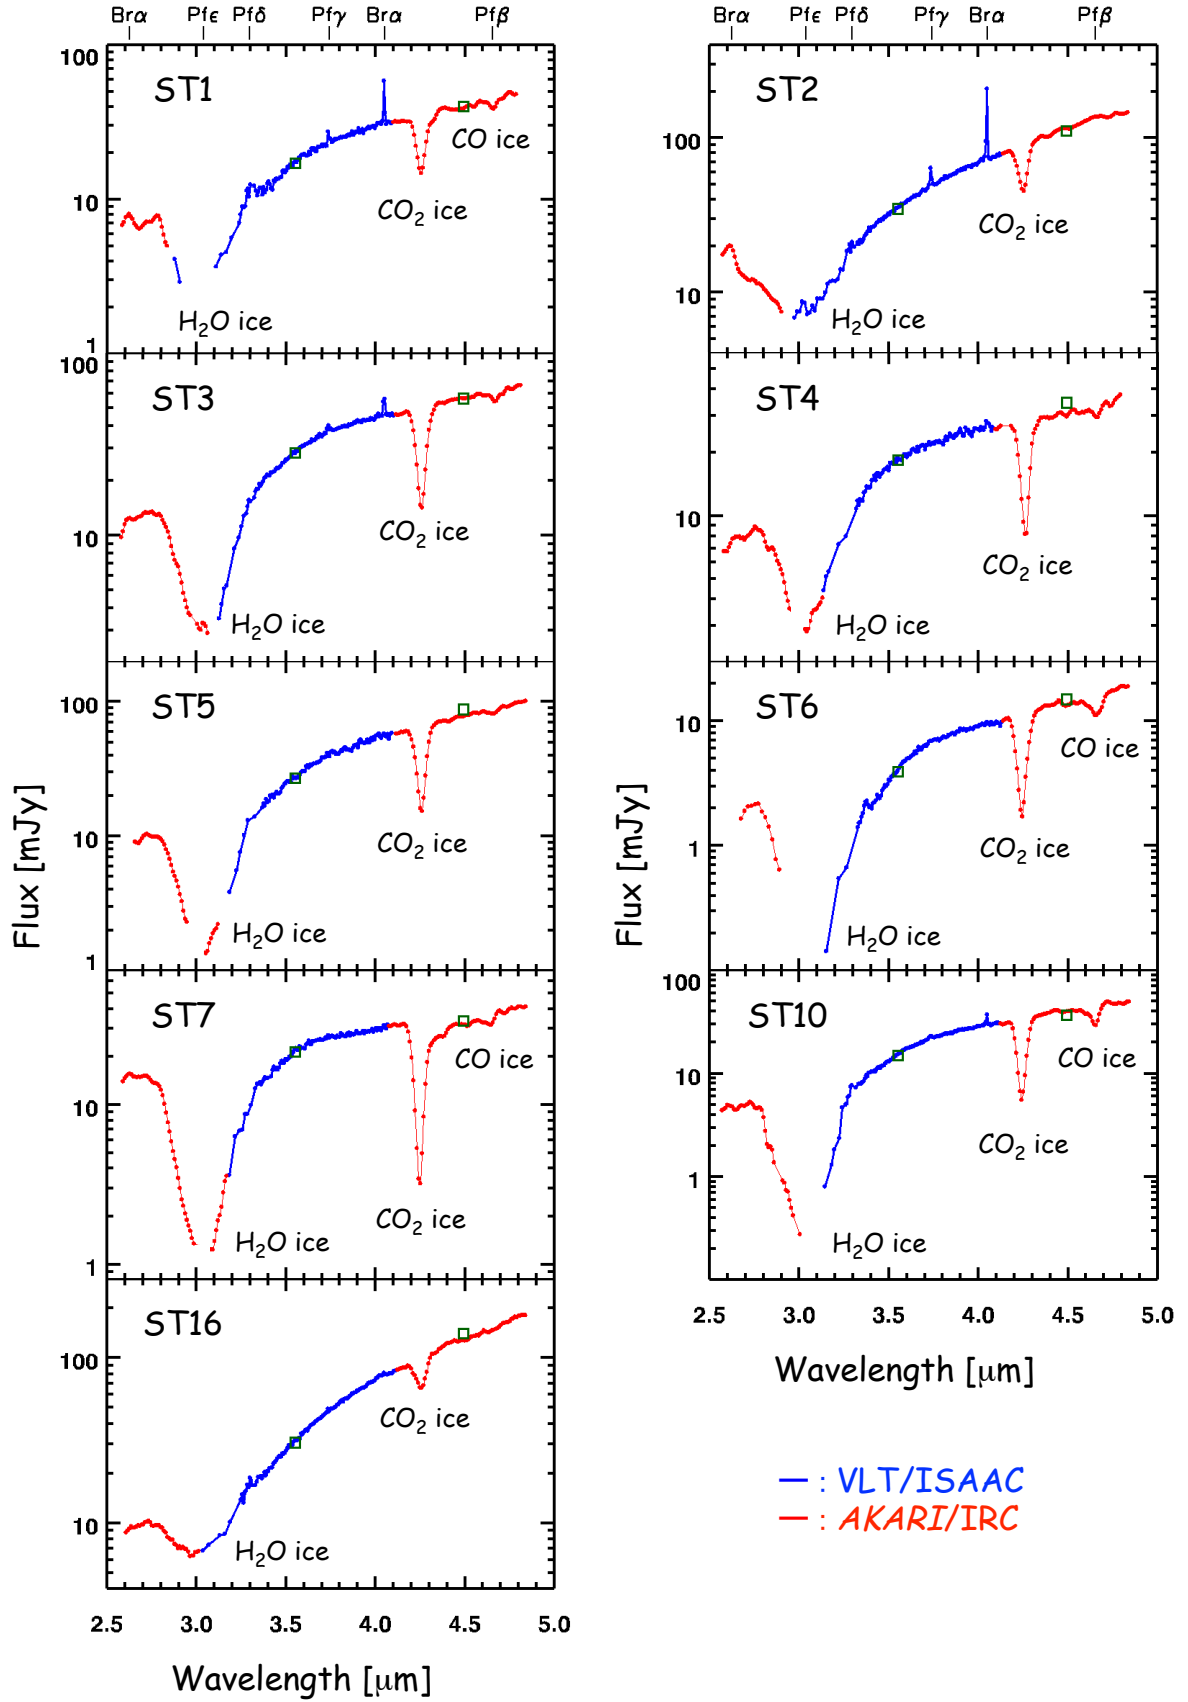 Brα Pfε Pfδ Pfγ Brα Pfβ
Brα Pfε Pfδ Pfγ Brα Pfβ
100
ST1
CO ice
10
CO₂ ice
H₂O ice
1
ST2
100
CO₂ ice
10
H₂O ice
100
ST3
10
CO₂ ice
H₂O ice
ST4
10
CO₂ ice
H₂O ice
100
ST5
10
CO₂ ice
H₂O ice
1
ST6
10
CO ice
1
CO₂ ice
H₂O ice
Flux [mJy]
Flux [mJy]
ST7
CO ice
10
CO₂ ice
H₂O ice
1
100
ST10
CO ice
10
CO₂ ice
1
H₂O ice
2.5 3.0 3.5 4.0 4.5 5.0
Wavelength [μm]
ST16
100
CO₂ ice
10
H₂O ice
2.5 3.0 3.5 4.0 4.5 5.0
Wavelength [μm]
: VLT/ISAAC
: AKARI/IRC